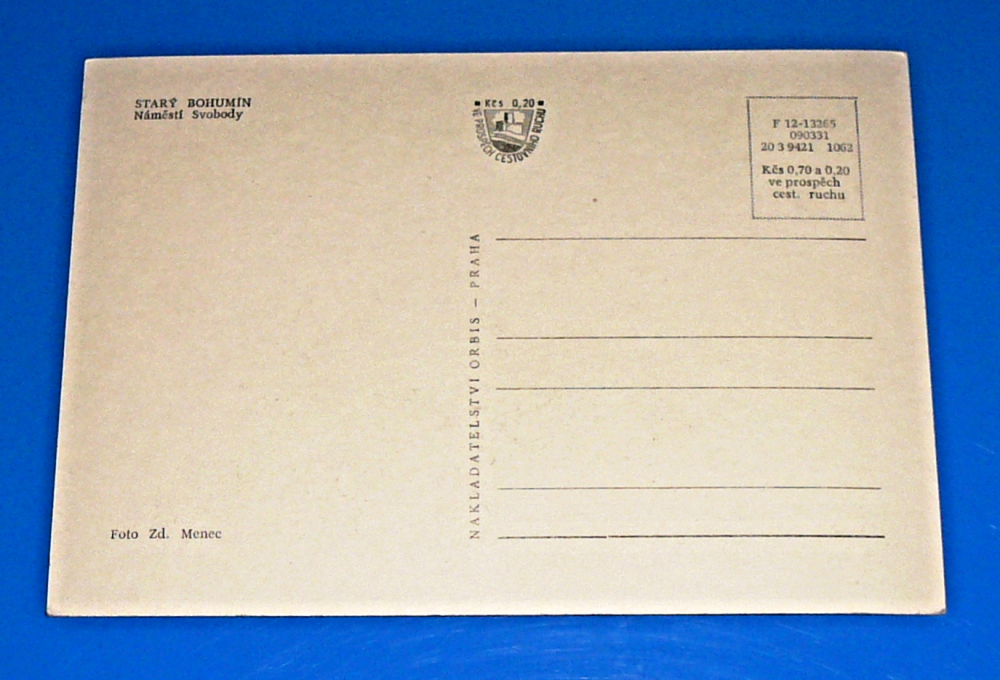 STARÝ BOHUMÍN
Náměstí Svobody
Kčs 0,20
VE PROSPĚCH CESTOVNÍHO RUCHU
F 12-13265
090331
20 3 9421 1062
Kčs 0,70 a 0,20
ve prospěch
cest. ruchu
NAKLADATELSTVI ORBIS – PRAHA
Foto Zd. Menec